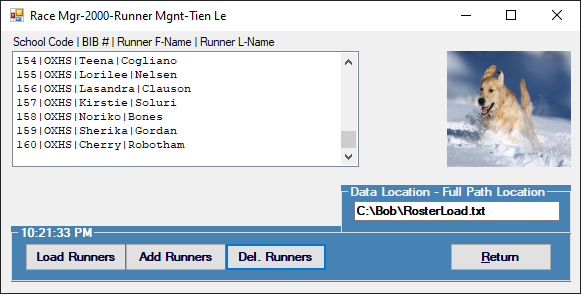 Race Mgr-2000-Runner Mgnt-Tien Le
School Code | BIB # | Runner F-Name | Runner L-Name
154|OXHS|Teena|Cogliano
155|OXHS|Lorilee|Nelsen
156|OXHS|Lasandra|Clauson
157|OXHS|Kirstie|Soluri
158|OXHS|Noriko|Bones
159|OXHS|Sherika|Gordan
160|OXHS|Cherry|Robotham
Data Location - Full Path Location
C:\Bob\RosterLoad.txt
10:21:33 PM
Load Runners
Add Runners
Del. Runners
Return